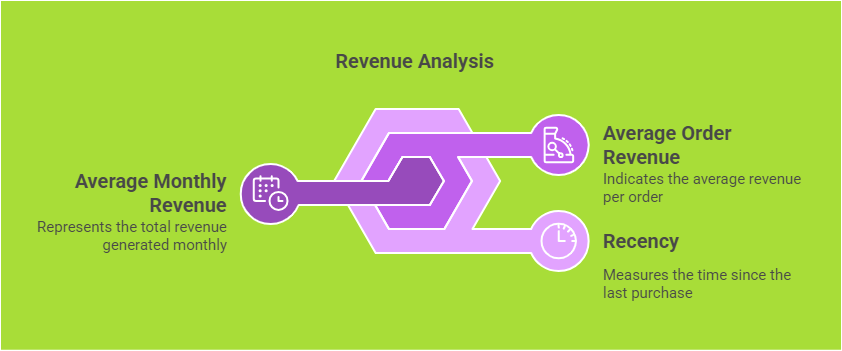 Revenue Analysis
Average Monthly
Revenue
Represents the total revenue
generated monthly
Average Order
Revenue
Indicates the average revenue
per order
Recency
Measures the time since the
last purchase